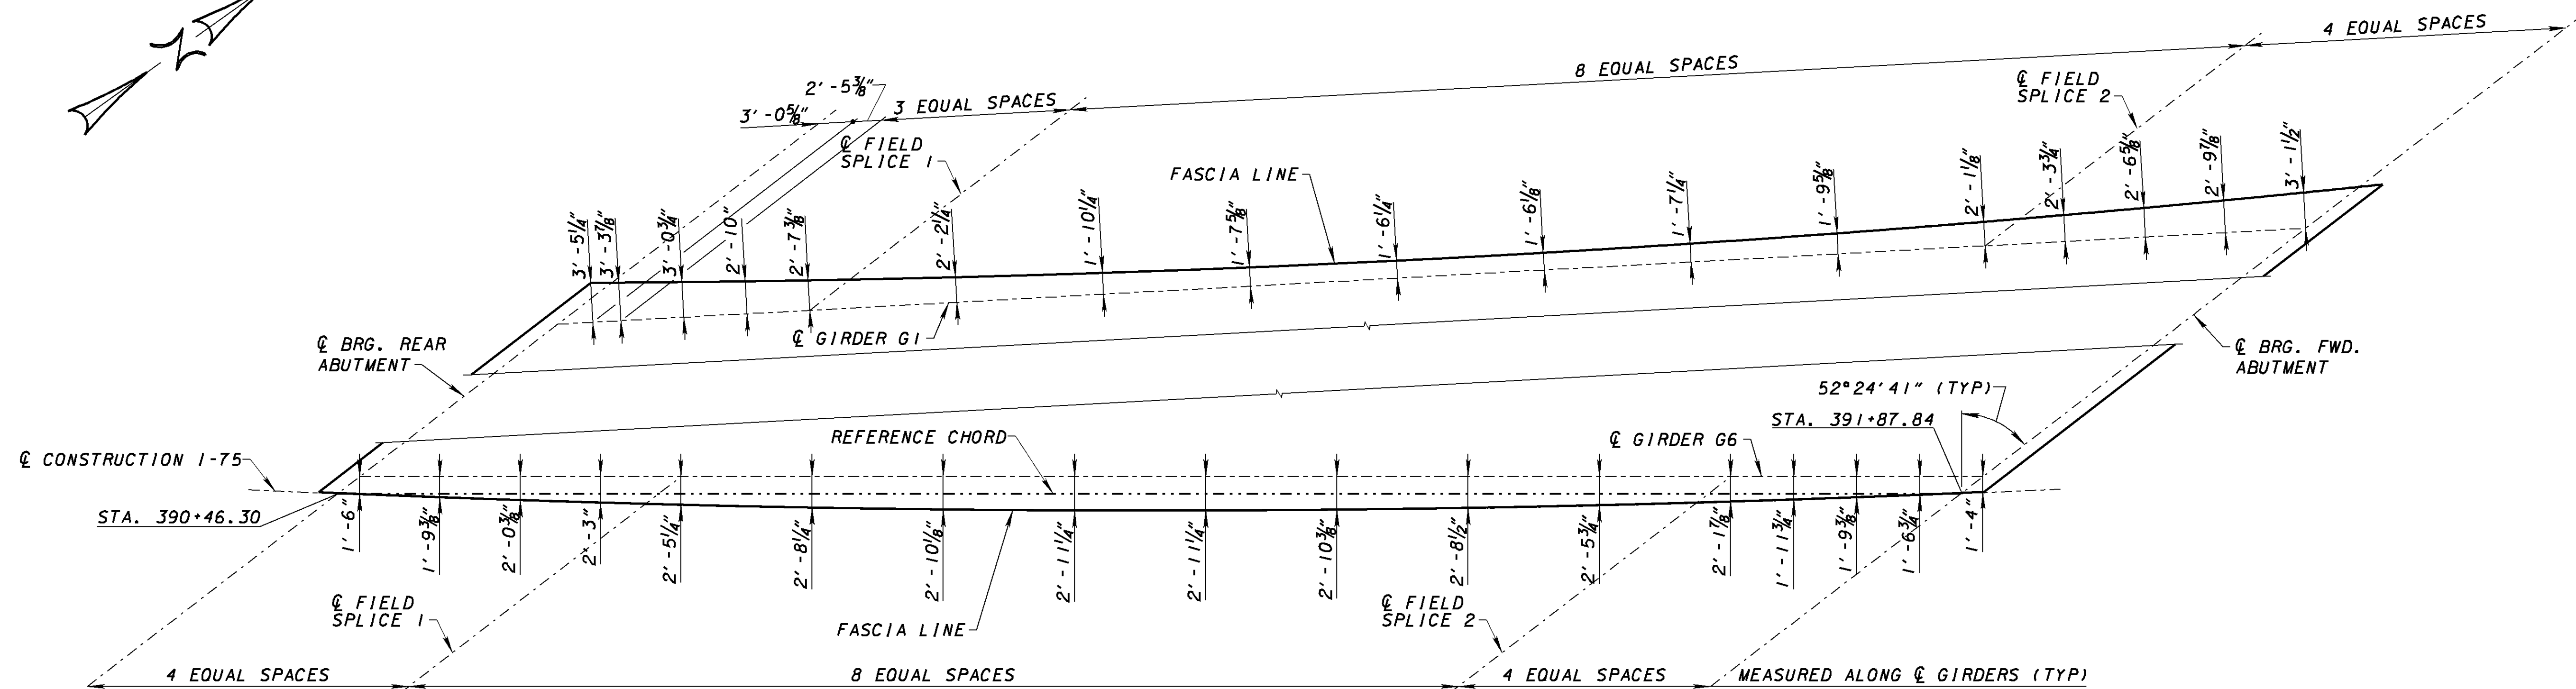 4 EQUAL SPACES
8 EQUAL SPACES
2'-5⅜"
3'-0⅝"
3 EQUAL SPACES
℄ FIELD
SPLICE 1
℄ FIELD
SPLICE 2
FASCIA LINE
3'-5¼"
3'-3⅞"
3'-0¾"
2'-10"
2'-7⅜"
2'-2¼"
1'-10¼"
1'-7⅝"
1'-6¼"
1'-6⅛"
1'-7¼"
1'-9⅝"
2'-1⅛"
2'-3¾"
2'-6⅝"
2'-9⅞"
3'-1½"
℄ GIRDER G1
℄ BRG. REAR
ABUTMENT
℄ BRG. FWD.
ABUTMENT
52°24'41" (TYP)
STA. 391+87.84
REFERENCE CHORD
℄ GIRDER G6
℄ CONSTRUCTION I-75
STA. 390+46.30
1'-6"
1'-9⅜"
2'-0⅜"
2'-3"
2'-5¼"
2'-8¼"
2'-10⅛"
2'-11¼"
2'-11¼"
2'-10⅜"
2'-8½"
2'-5¾"
2'-1⅞"
1'-11¾"
1'-9⅜"
1'-6¾"
1'-4"
℄ FIELD
SPLICE 1
FASCIA LINE
℄ FIELD
SPLICE 2
4 EQUAL SPACES
8 EQUAL SPACES
4 EQUAL SPACES
MEASURED ALONG ℄ GIRDERS (TYP)